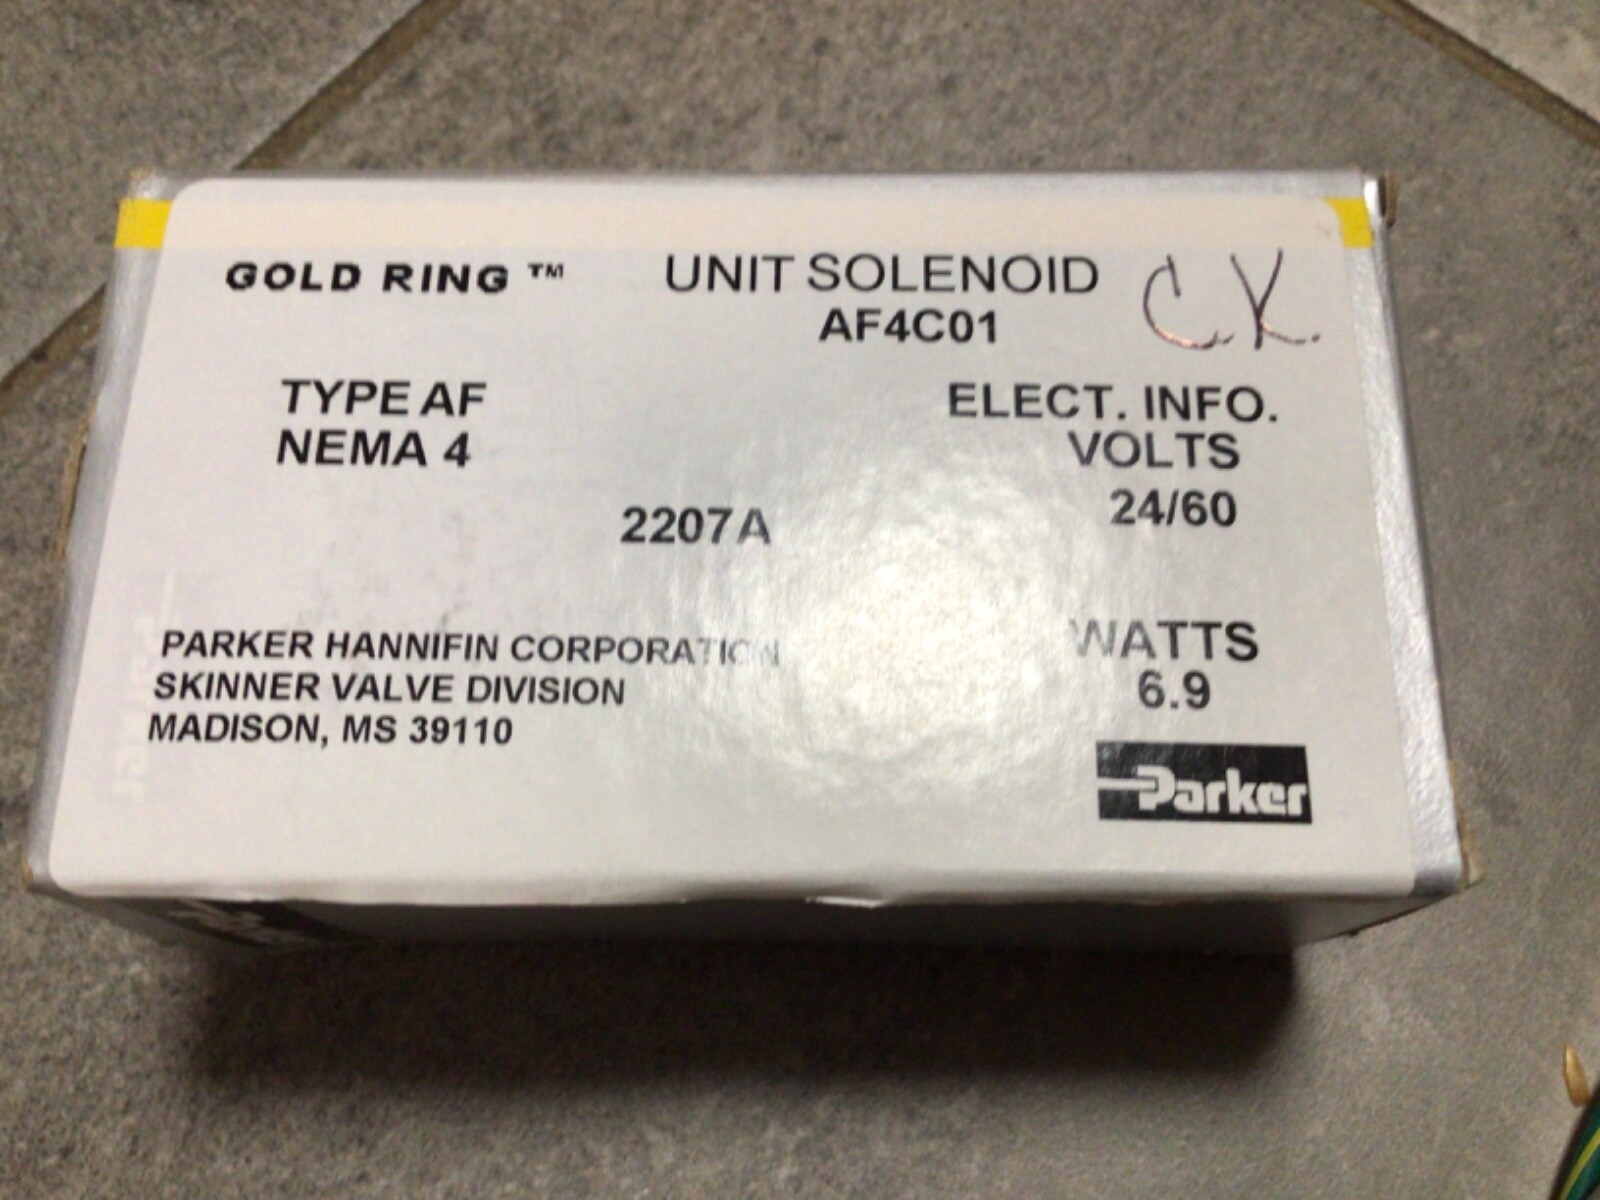 GOLD RING ™ UNIT SOLENOID C.K.
AF4C01
TYPE AF ELECT. INFO.
NEMA 4 VOLTS
2207A 24/60
PARKER HANNIFIN CORPORATION WATTS
SKINNER VALVE DIVISION 6.9
MADISON, MS 39110
Parker